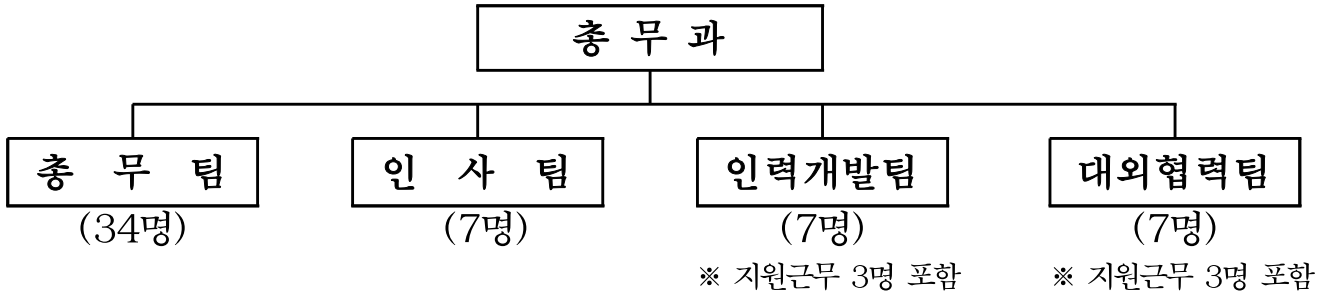 총 무 과
총 무 팀 인 사 팀 인력개발팀 대외협력팀
(34명) (7명) (7명) (7명)
※ 지원근무 3명 포함 ※ 지원근무 3명 포함